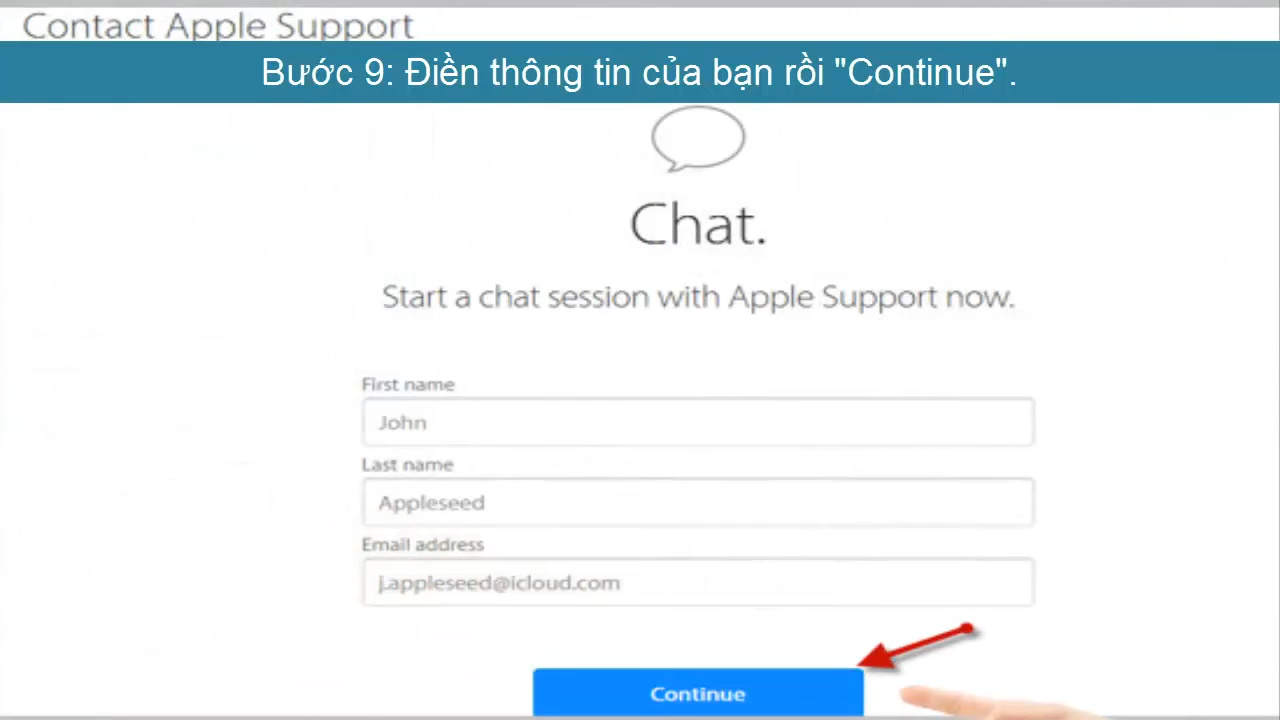 Contact Apple Support
Bước 9: Điền thông tin của bạn rồi "Continue".
Chat.
Start a chat session with Apple Support now.
First name
John
Last name
Appleseed
Email address
j.appleseed@icloud.com
Continue